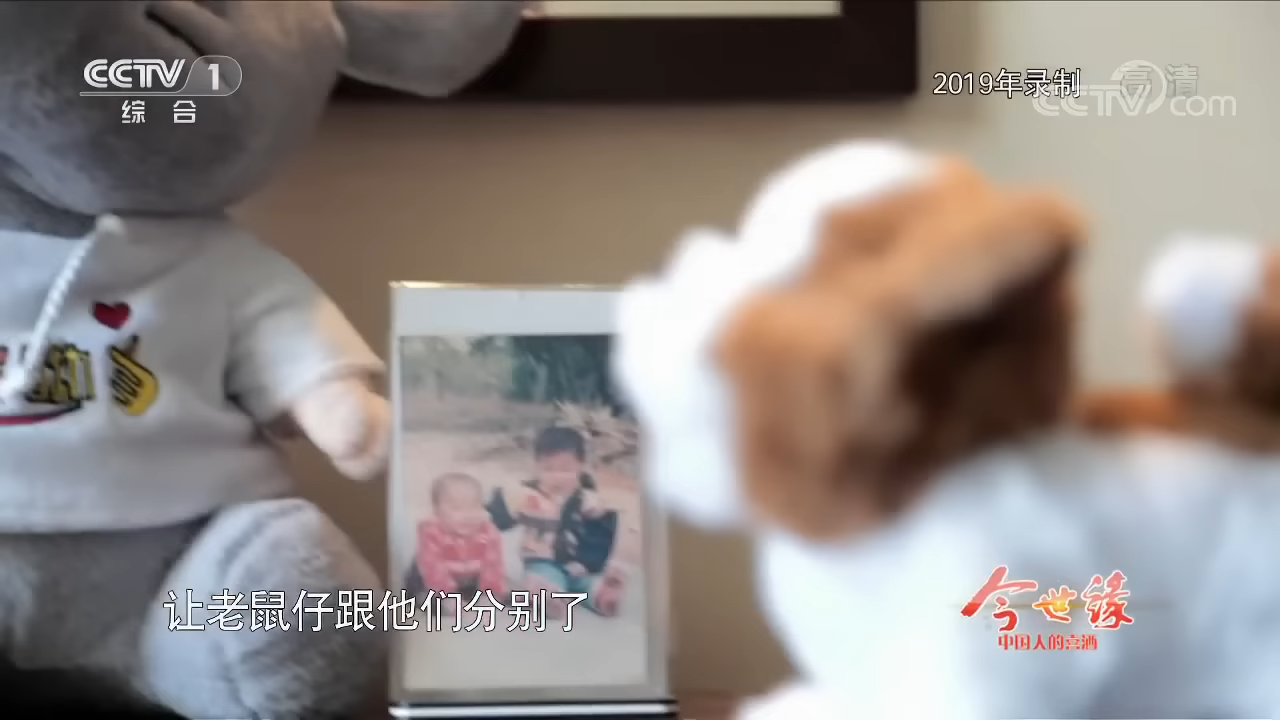 CCTV 1
综合
2019年录制
高清
CCTV.com
让老鼠仔跟他们分别了
今世缘
中国人的喜酒